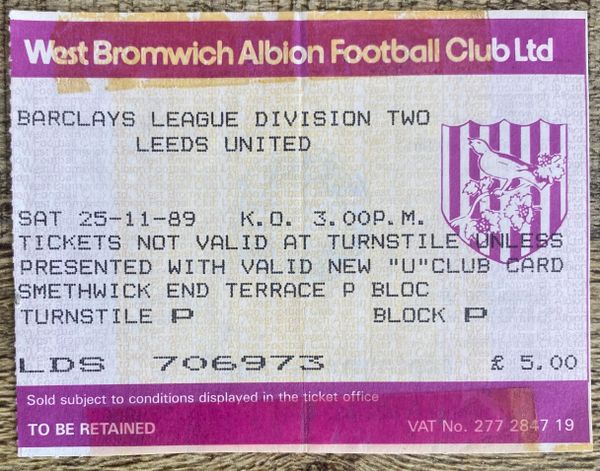 West Bromwich Albion Football Club Ltd
BARCLAYS LEAGUE DIVISION TWO
LEEDS UNITED
SAT 25-11-89 K.O. 3.00P.M.
TICKETS NOT VALID AT TURNSTILE UNLESS
PRESENTED WITH VALID NEW "U"CLUB CARD
SMETHWICK END TERRACE P BLOC
TURNSTILE P BLOCK P
LDS 706973 £ 5.00
Sold subject to conditions displayed in the ticket office
TO BE RETAINED VAT No. 277 2847 19